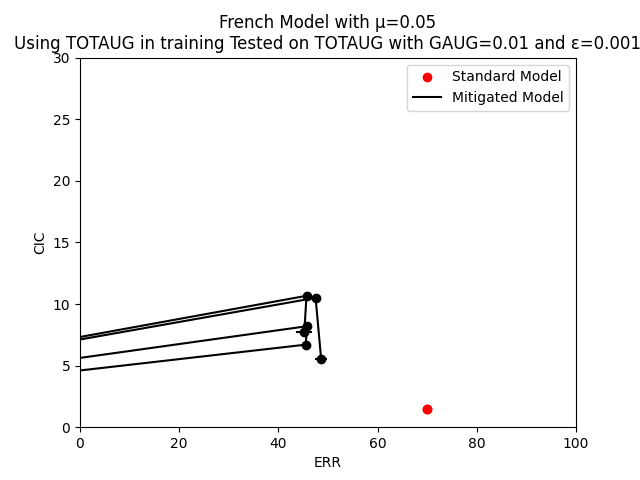 French Model with μ=0.05
Using TOTAUG in training Tested on TOTAUG with GAUG=0.01 and ε=0.001
Standard Model
Mitigated Model
30
25
20
15
10
5
0
CIC
0 20 40 60 80 100
ERR